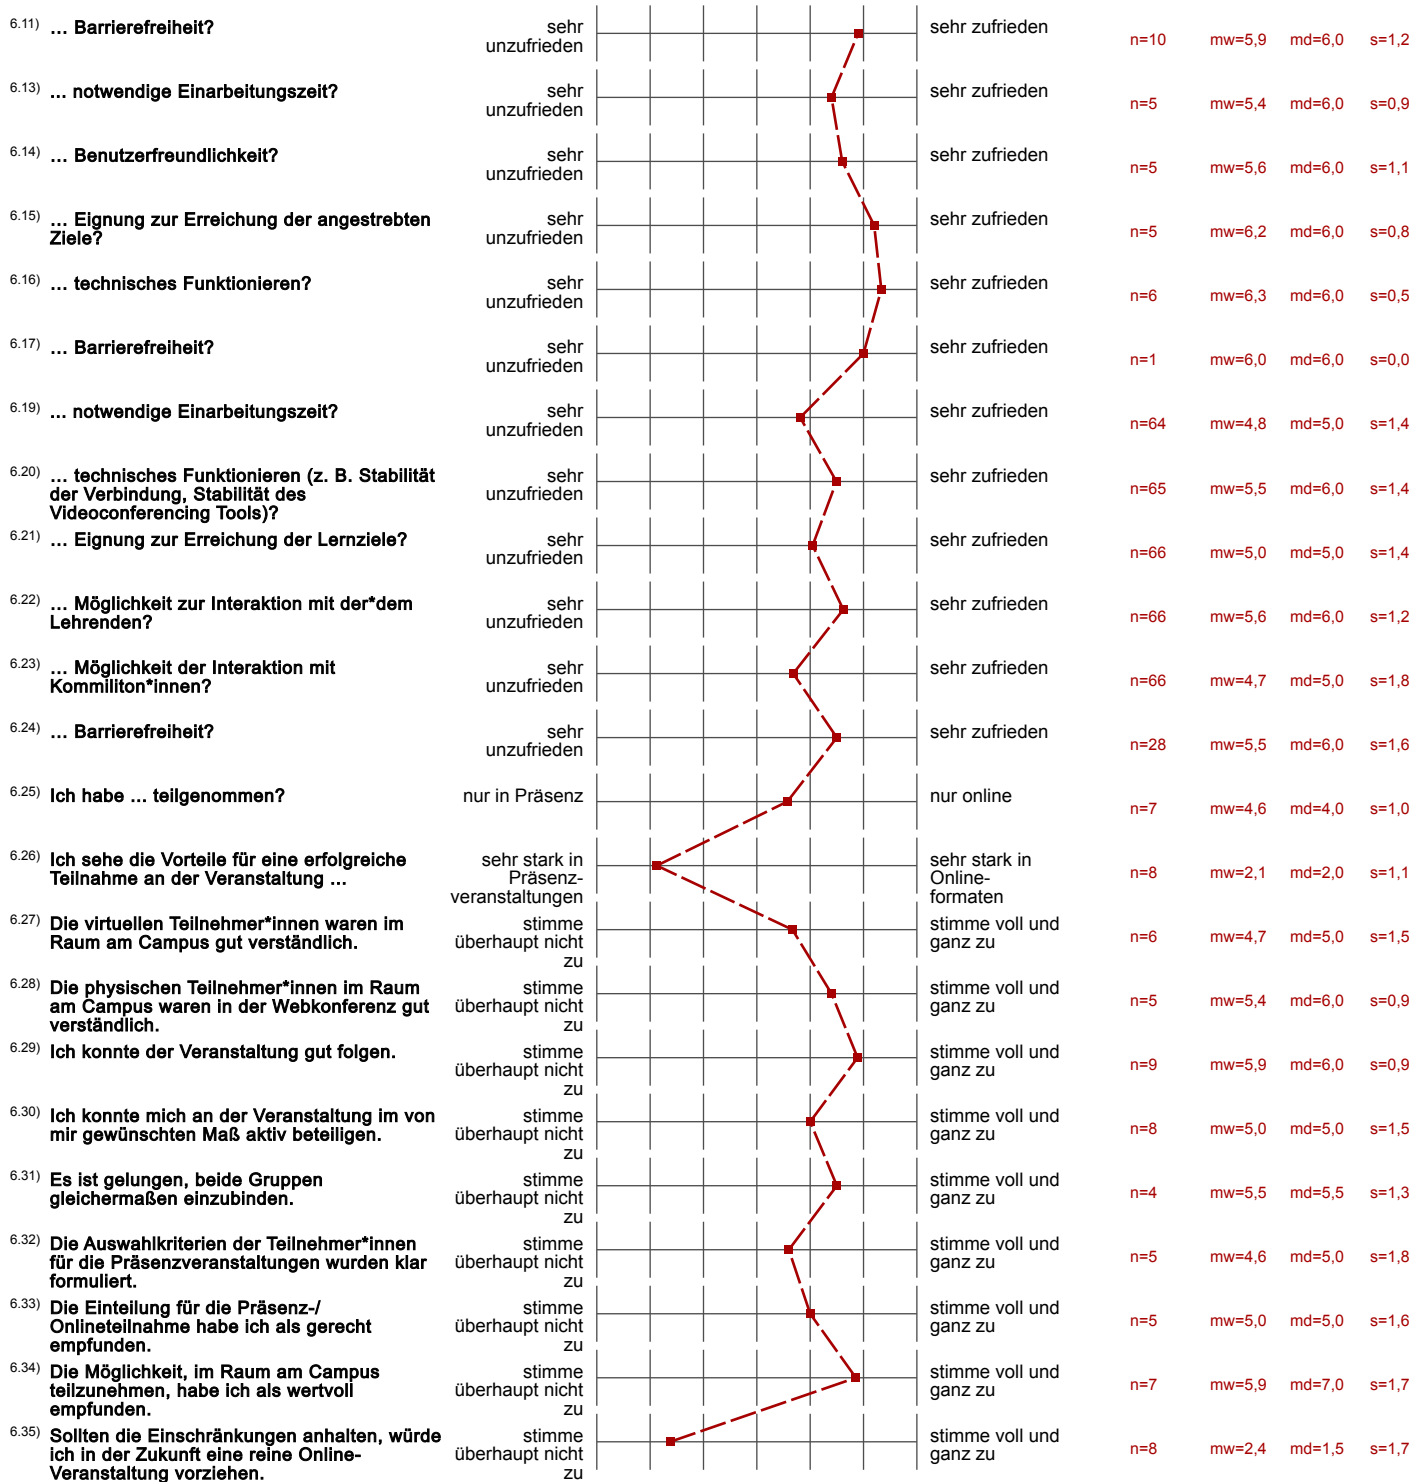 6.11) ... Barrierefreiheit? sehr unzufrieden sehr zufrieden n=10 mw=5,9 md=6,0 s=1,2
6.13) ... notwendige Einarbeitungszeit? sehr unzufrieden sehr zufrieden n=5 mw=5,4 md=6,0 s=0,9
6.14) ... Benutzerfreundlichkeit? sehr unzufrieden sehr zufrieden n=5 mw=5,6 md=6,0 s=1,1
6.15) ... Eignung zur Erreichung der angestrebten Ziele? sehr unzufrieden sehr zufrieden n=5 mw=6,2 md=6,0 s=0,8
6.16) ... technisches Funktionieren? sehr unzufrieden sehr zufrieden n=6 mw=6,3 md=6,0 s=0,5
6.17) ... Barrierefreiheit? sehr unzufrieden sehr zufrieden n=1 mw=6,0 md=6,0 s=0,0
6.19) ... notwendige Einarbeitungszeit? sehr unzufrieden sehr zufrieden n=64 mw=4,8 md=5,0 s=1,4
6.20) ... technisches Funktionieren (z. B. Stabilität der Verbindung, Stabilität des Videoconferencing Tools)? sehr unzufrieden sehr zufrieden n=65 mw=5,5 md=6,0 s=1,4
6.21) ... Eignung zur Erreichung der Lernziele? sehr unzufrieden sehr zufrieden n=66 mw=5,0 md=5,0 s=1,4
6.22) ... Möglichkeit zur Interaktion mit der*dem Lehrenden? sehr unzufrieden sehr zufrieden n=66 mw=5,6 md=6,0 s=1,2
6.23) ... Möglichkeit der Interaktion mit Kommiliton*innen? sehr unzufrieden sehr zufrieden n=66 mw=4,7 md=5,0 s=1,8
6.24) ... Barrierefreiheit? sehr unzufrieden sehr zufrieden n=28 mw=5,5 md=6,0 s=1,6
6.25) Ich habe ... teilgenommen? nur in Präsenz nur online n=7 mw=4,6 md=4,0 s=1,0
6.26) Ich sehe die Vorteile für eine erfolgreiche Teilnahme an der Veranstaltung ... sehr stark in Präsenz-veranstaltungen sehr stark in Online-formaten n=8 mw=2,1 md=2,0 s=1,1
6.27) Die virtuellen Teilnehmer*innen waren im Raum am Campus gut verständlich. stimme überhaupt nicht zu stimme voll und ganz zu n=6 mw=4,7 md=5,0 s=1,5
6.28) Die physischen Teilnehmer*innen im Raum am Campus waren in der Webkonferenz gut verständlich. stimme überhaupt nicht zu stimme voll und ganz zu n=5 mw=5,4 md=6,0 s=0,9
6.29) Ich konnte der Veranstaltung gut folgen. stimme überhaupt nicht zu stimme voll und ganz zu n=9 mw=5,9 md=6,0 s=0,9
6.30) Ich konnte mich an der Veranstaltung im von mir gewünschten Maß aktiv beteiligen. stimme überhaupt nicht zu stimme voll und ganz zu n=8 mw=5,0 md=5,0 s=1,5
6.31) Es ist gelungen, beide Gruppen gleichermaßen einzubinden. stimme überhaupt nicht zu stimme voll und ganz zu n=4 mw=5,5 md=5,5 s=1,3
6.32) Die Auswahlkriterien der Teilnehmer*innen für die Präsenzveranstaltungen wurden klar formuliert. stimme überhaupt nicht zu stimme voll und ganz zu n=5 mw=4,6 md=5,0 s=1,8
6.33) Die Einteilung für die Präsenz-/ Onlineteilnahme habe ich als gerecht empfunden. stimme überhaupt nicht zu stimme voll und ganz zu n=5 mw=5,0 md=5,0 s=1,6
6.34) Die Möglichkeit, im Raum am Campus teilzunehmen, habe ich als wertvoll empfunden. stimme überhaupt nicht zu stimme voll und ganz zu n=7 mw=5,9 md=7,0 s=1,7
6.35) Sollten die Einschränkungen anhalten, würde ich in der Zukunft eine reine Online-Veranstaltung vorziehen. stimme überhaupt nicht zu stimme voll und ganz zu n=8 mw=2,4 md=1,5 s=1,7